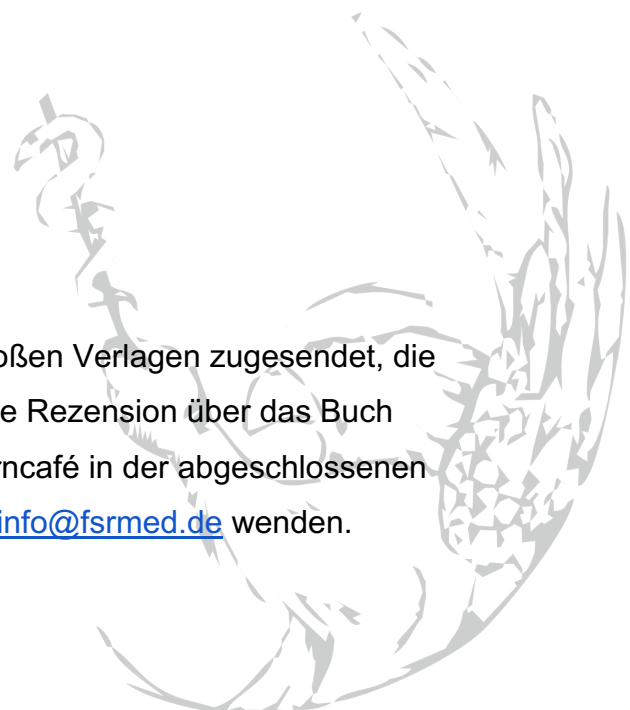 oßen Verlagen zugesendet, die
e Rezension über das Buch
rncafé in der abgeschlossenen
info@fsrmed.de wenden.